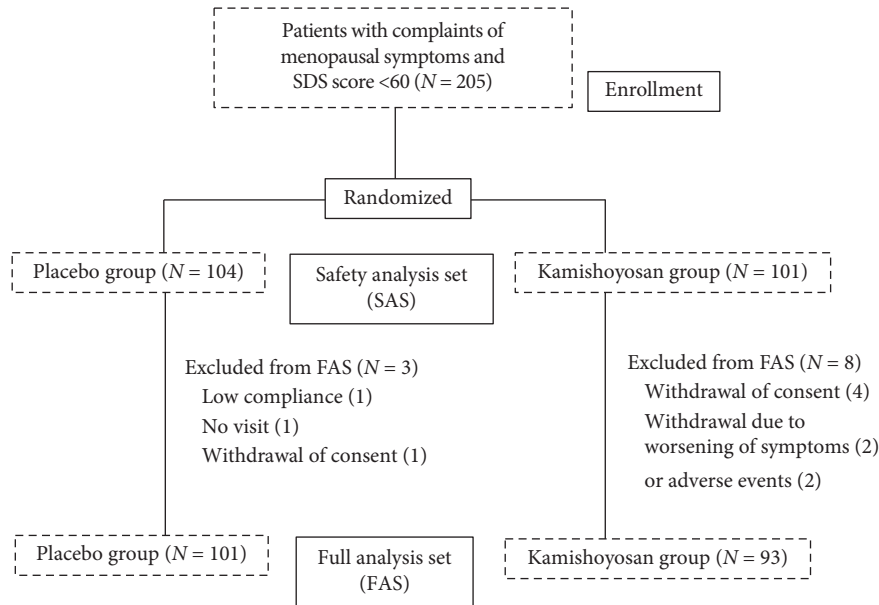 Patients with complaints of
menopausal symptoms and
SDS score <60 (N = 205)
Enrollment
Randomized
Placebo group (N = 104)
Safety analysis set
(SAS)
Kamishoyosan group (N = 101)
Excluded from FAS (N = 3)
Low compliance (1)
No visit (1)
Withdrawal of consent (1)
Excluded from FAS (N = 8)
Withdrawal of consent (4)
Withdrawal due to
worsening of symptoms (2)
or adverse events (2)
Placebo group (N = 101)
Full analysis set
(FAS)
Kamishoyosan group (N = 93)